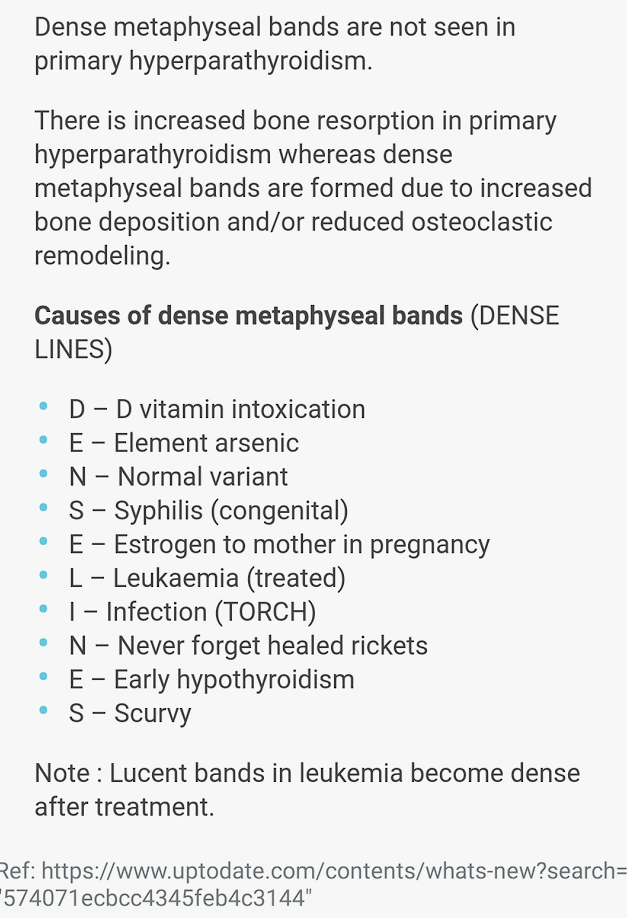 Dense metaphyseal bands are not seen in
primary hyperparathyroidism.
There is increased bone resorption in primary
hyperparathyroidism whereas dense
metaphyseal bands are formed due to increased
bone deposition and/or reduced osteoclastic
remodeling.
Causes of dense metaphyseal bands (DENSE
LINES)
• D – D vitamin intoxication
• E – Element arsenic
• N – Normal variant
• S – Syphilis (congenital)
• E – Estrogen to mother in pregnancy
• L – Leukaemia (treated)
• I – Infection (TORCH)
• N – Never forget healed rickets
• E – Early hypothyroidism
• S – Scurvy
Note : Lucent bands in leukemia become dense
after treatment.
Ref: https://www.uptodate.com/contents/whats-new?search=
"574071ecbcc4345feb4c3144"